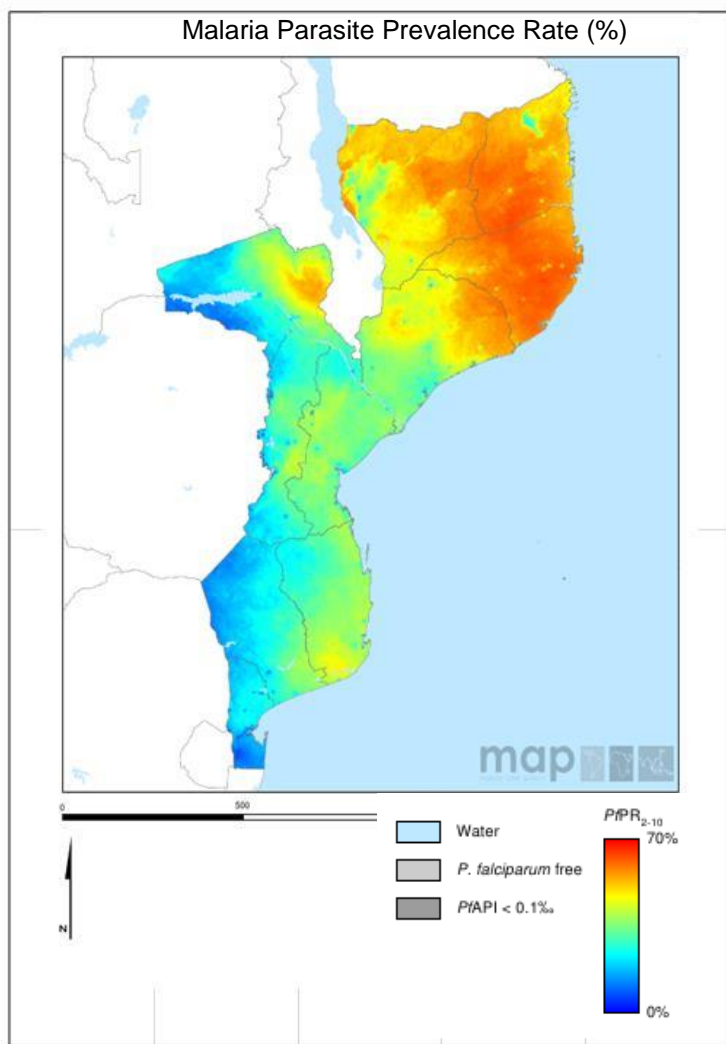 Malaria Parasite Prevalence Rate (%)
map
0
500
N
Water
P. falciparum free
PfAPI < 0.1‰
PfPR2-10
70%
0%